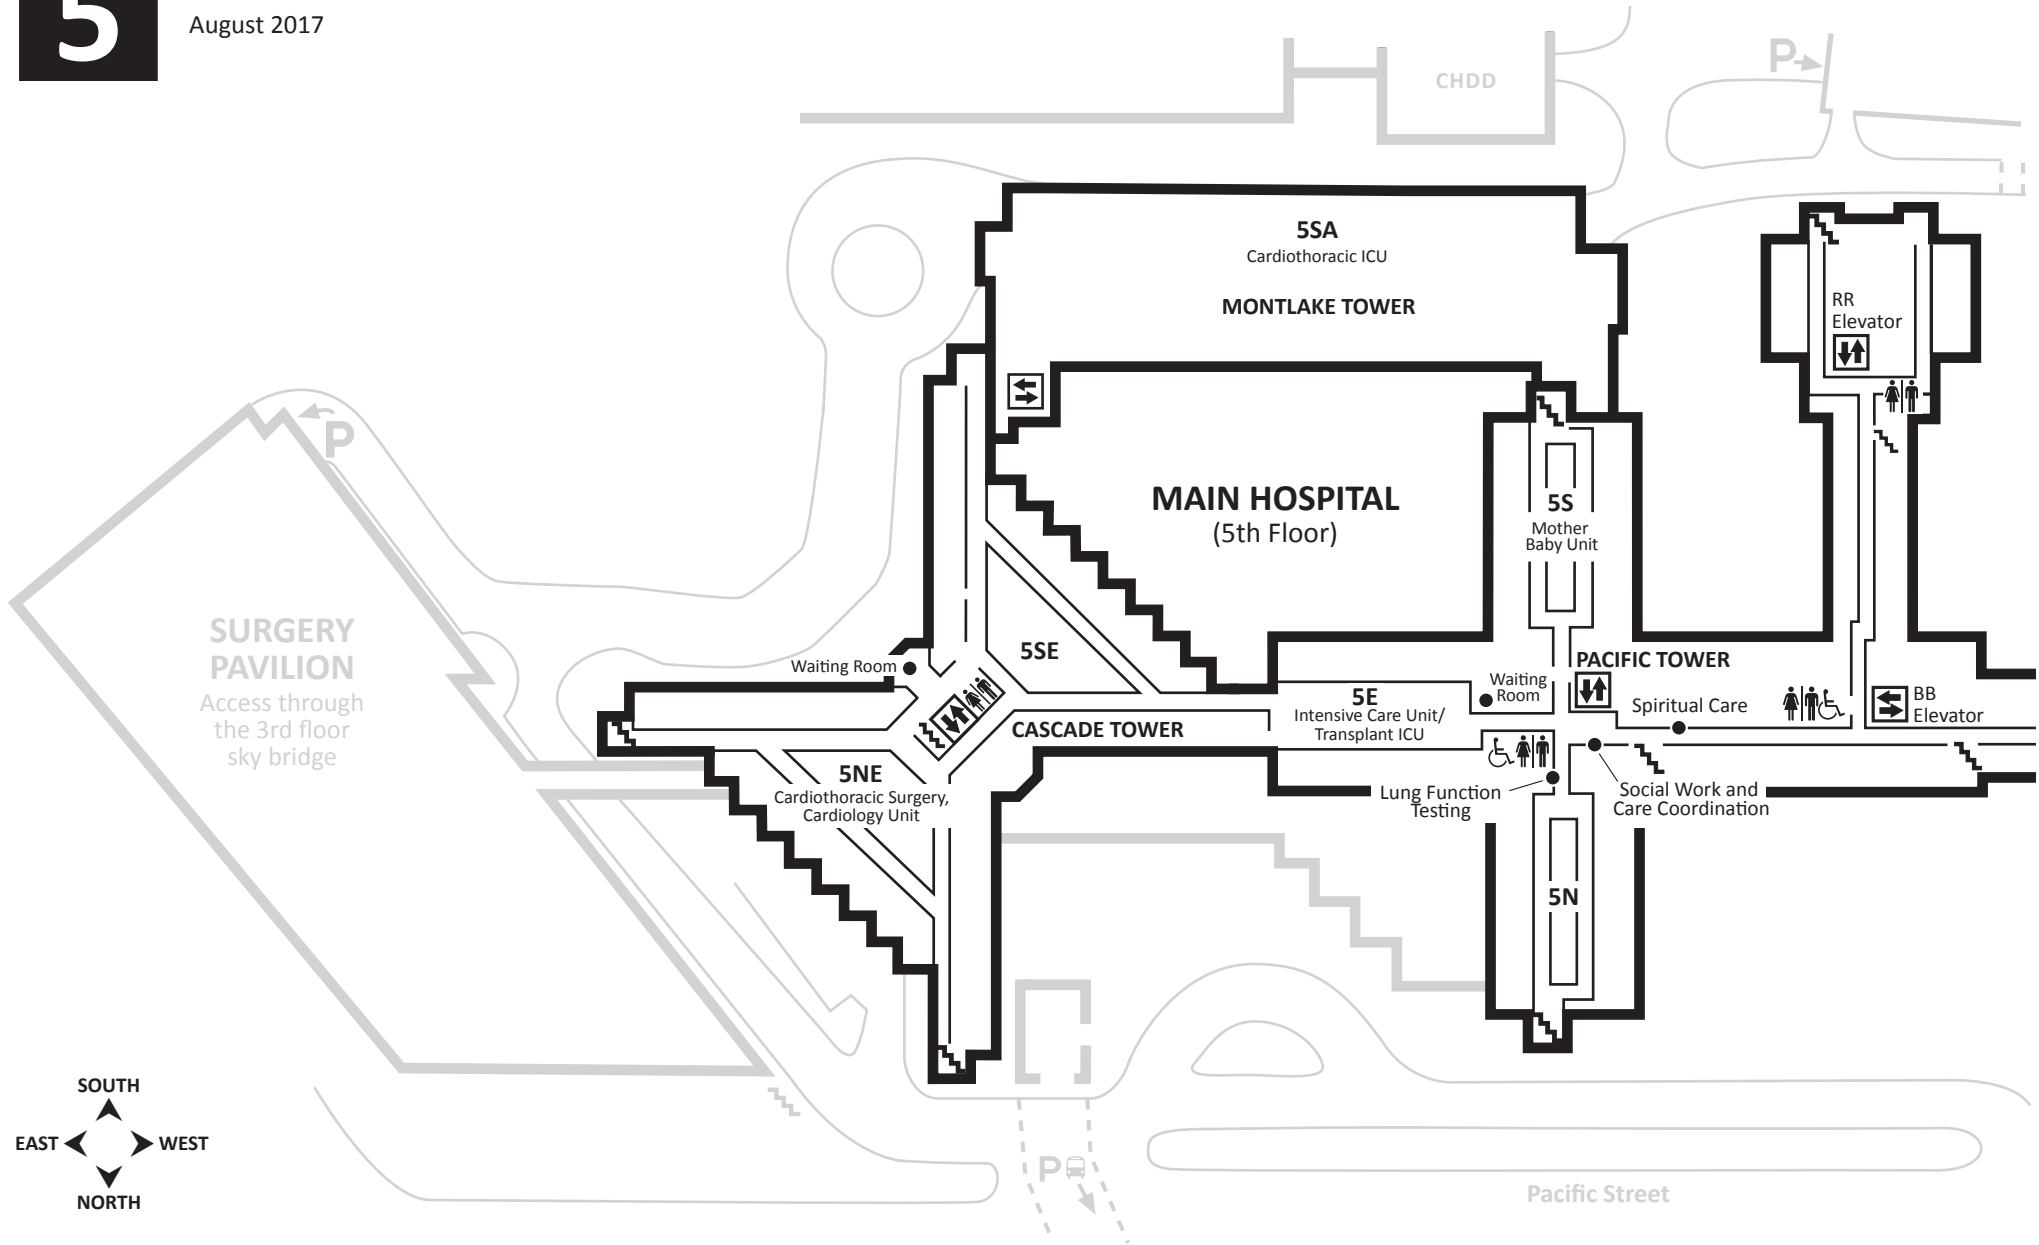 5
August 2017
CHDD
P
5SA
Cardiothoracic ICU
MONTLAKE TOWER
RR
Elevator
P
MAIN HOSPITAL
(5th Floor)
5S
Mother
Baby Unit
SURGERY
PAVILION
Access through
the 3rd floor
sky bridge
5SE
Waiting Room
PACIFIC TOWER
Waiting
Room
5E
Intensive Care Unit/
Transplant ICU
Spiritual Care
BB
Elevator
CASCADE TOWER
5NE
Cardiothoracic Surgery,
Cardiology Unit
Lung Function
Testing
Social Work and
Care Coordination
5N
SOUTH
EAST
WEST
NORTH
P
Pacific Street